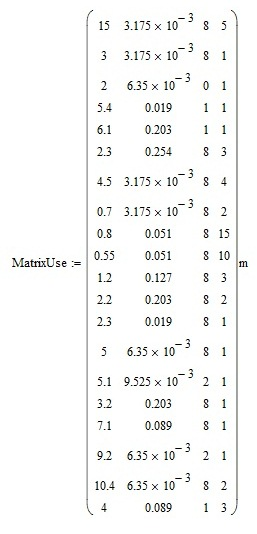 15 3.175 × 10⁻³ 8 5
3 3.175 × 10⁻³ 8 1
2 6.35 × 10⁻³ 0 1
5.4 0.019 1 1
6.1 0.203 1 1
2.3 0.254 8 3
4.5 3.175 × 10⁻³ 8 4
0.7 3.175 × 10⁻³ 8 2
0.8 0.051 8 15
MatrixUse := 0.55 0.051 8 10 m
1.2 0.127 8 3
2.2 0.203 8 2
2.3 0.019 8 1
5 6.35 × 10⁻³ 8 1
5.1 9.525 × 10⁻³ 2 1
3.2 0.203 8 1
7.1 0.089 8 1
9.2 6.35 × 10⁻³ 2 1
10.4 6.35 × 10⁻³ 8 2
4 0.089 1 3